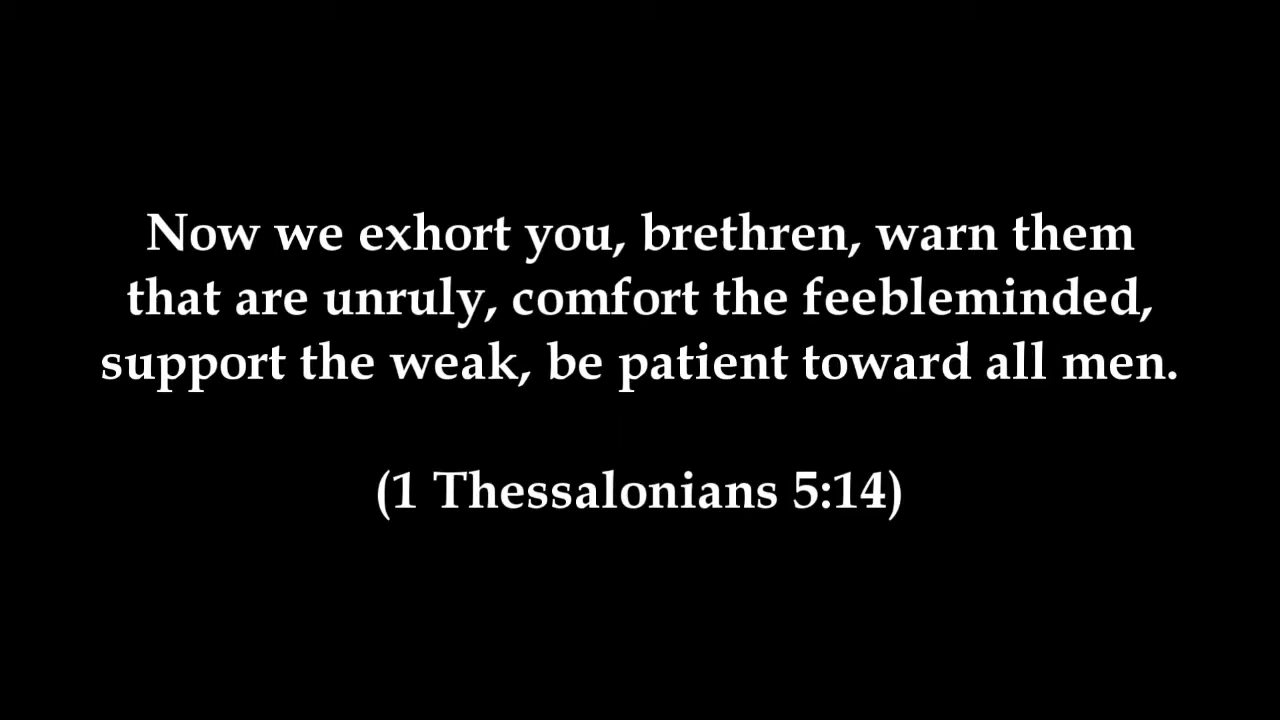 Now we exhort you, brethren, warn them
that are unruly, comfort the feebleminded,
support the weak, be patient toward all men.
(1 Thessalonians 5:14)